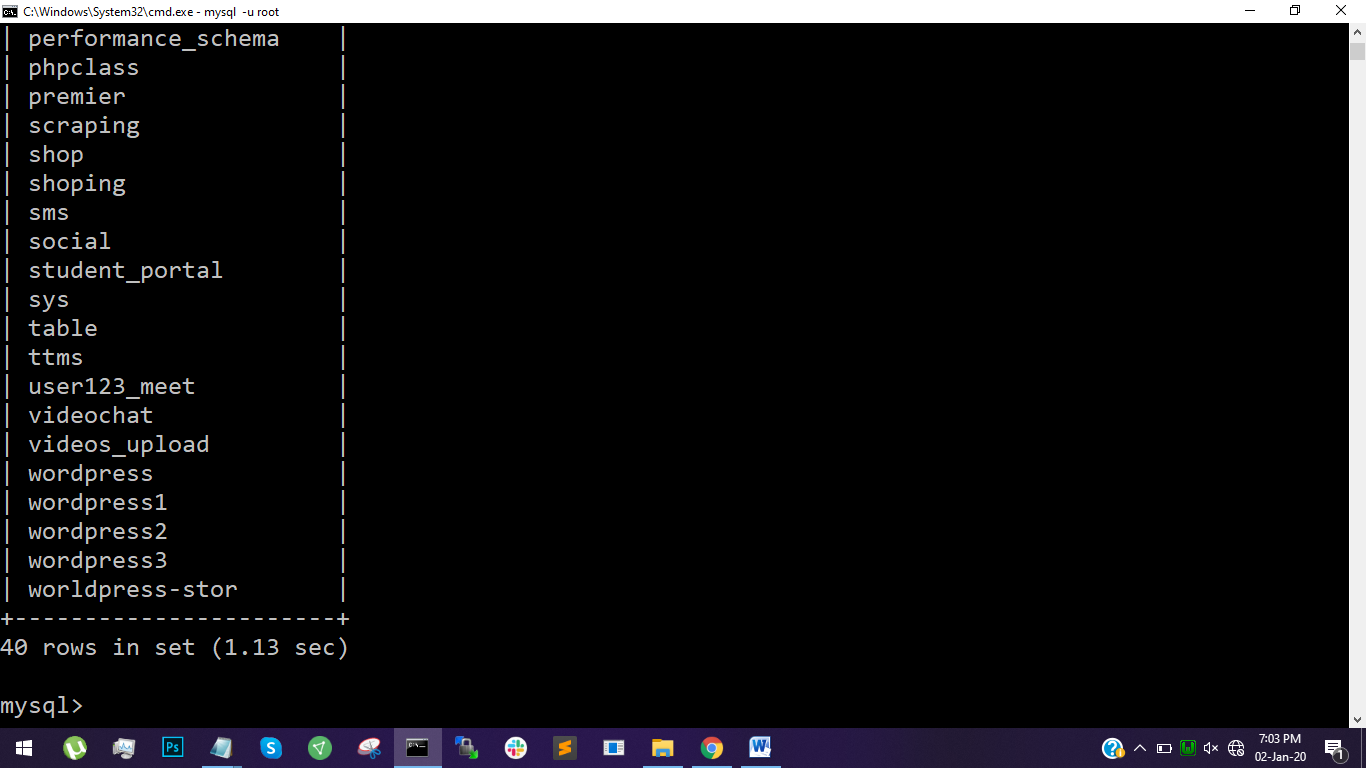 C:\Windows\System32\cmd.exe - mysql -u root
| performance_schema |
| phpclass |
| premier |
| scraping |
| shop |
| shoping |
| sms |
| social |
| student_portal |
| sys |
| table |
| ttms |
| user123_meet |
| videochat |
| videos_upload |
| wordpress |
| wordpress1 |
| wordpress2 |
| wordpress3 |
| worldpress-stor |
+-----------------------+
40 rows in set (1.13 sec)
mysql>
Ps
7:03 PM
02-Jan-20
1